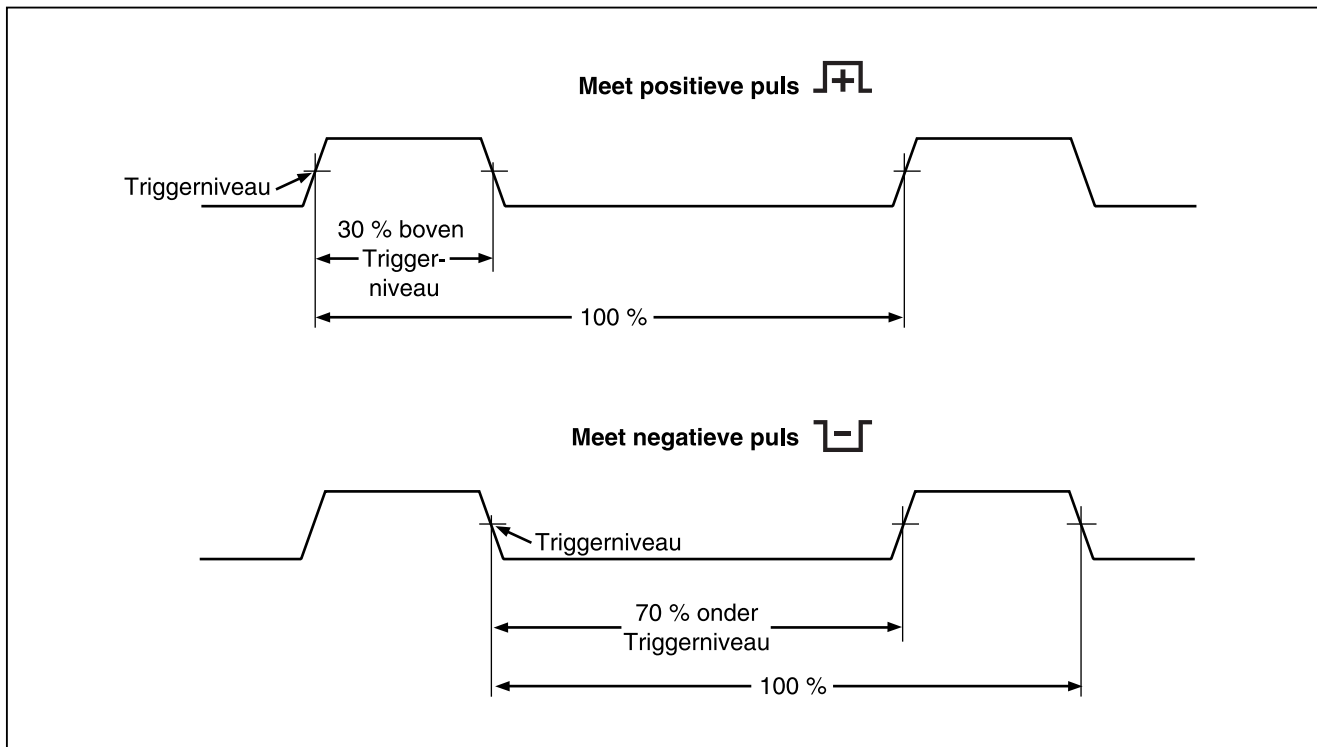 Meet positieve puls +
Triggerniveau
30 % boven
Trigger-
niveau
100 %
Meet negatieve puls -
Triggerniveau
70 % onder
Triggerniveau
100 %